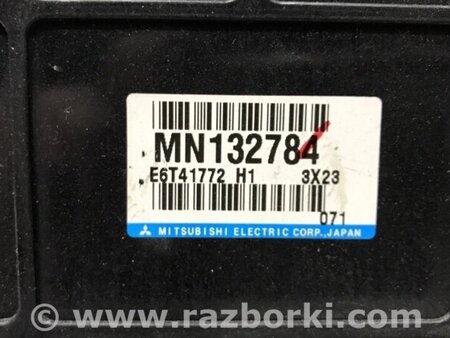 MN132784
E6T41772 H1 3X23
071
MITSUBISHI ELECTRIC CORP., JAPAN
© www.razborki.com